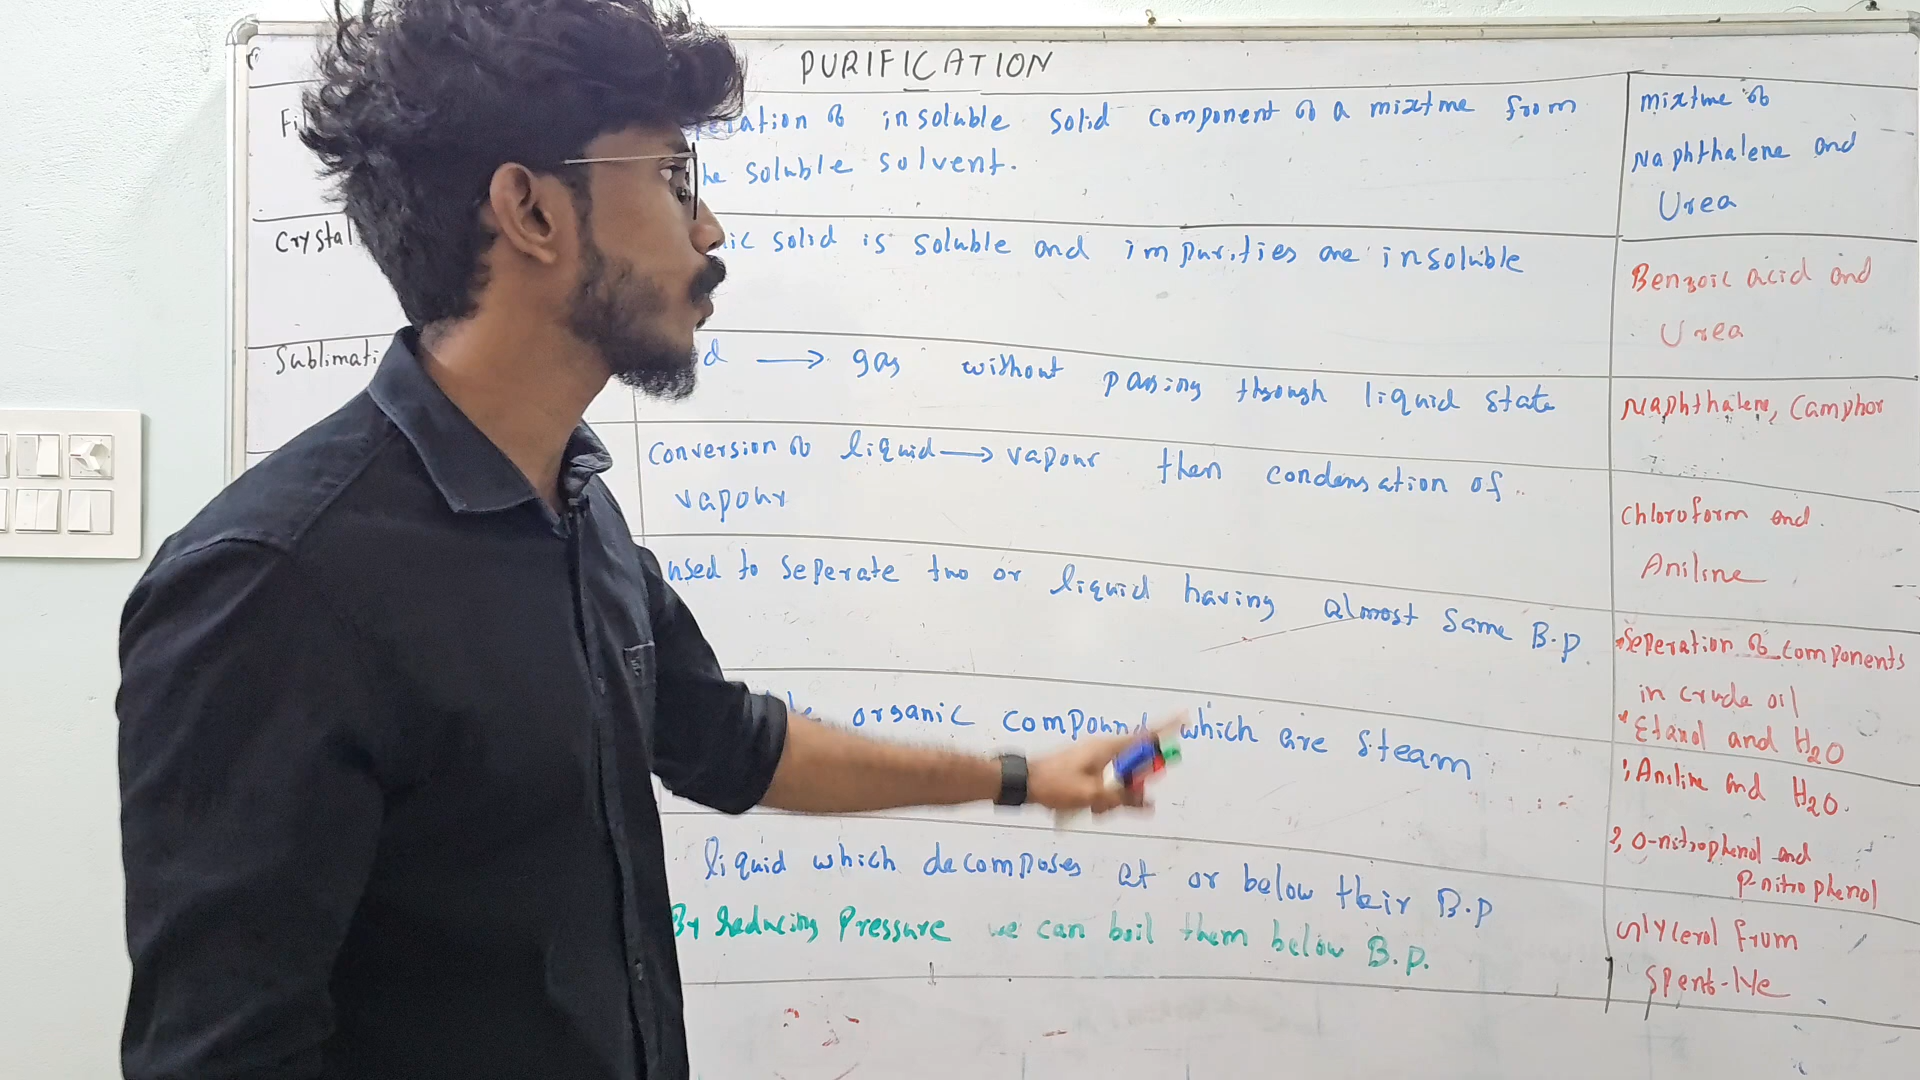 PURIFICATION
Fi
eration of insoluble solid component of a mixture from
he soluble solvent.
mixture of
Naphthalene and
Urea
Crystal
nic solid is soluble and impurities are insoluble
Benzoic acid and
Urea
Sublimati
d → gas without passing through liquid state
Naphthalene, Camphor
Conversion of liquid → vapour then condensation of
vapour
Chloroform and
Aniline
used to seperate two or liquid having almost same B.p.
*Seperation of components
in crude oil
*Etanol and H2O
organic compound which are steam
1, Aniline and H2O.
2, O-nitrophenol and
P-nitrophenol
liquid which decomposes at or below their B.p
By reducing Pressure we can boil them below B.p.
Glylerol from
Spent-lye